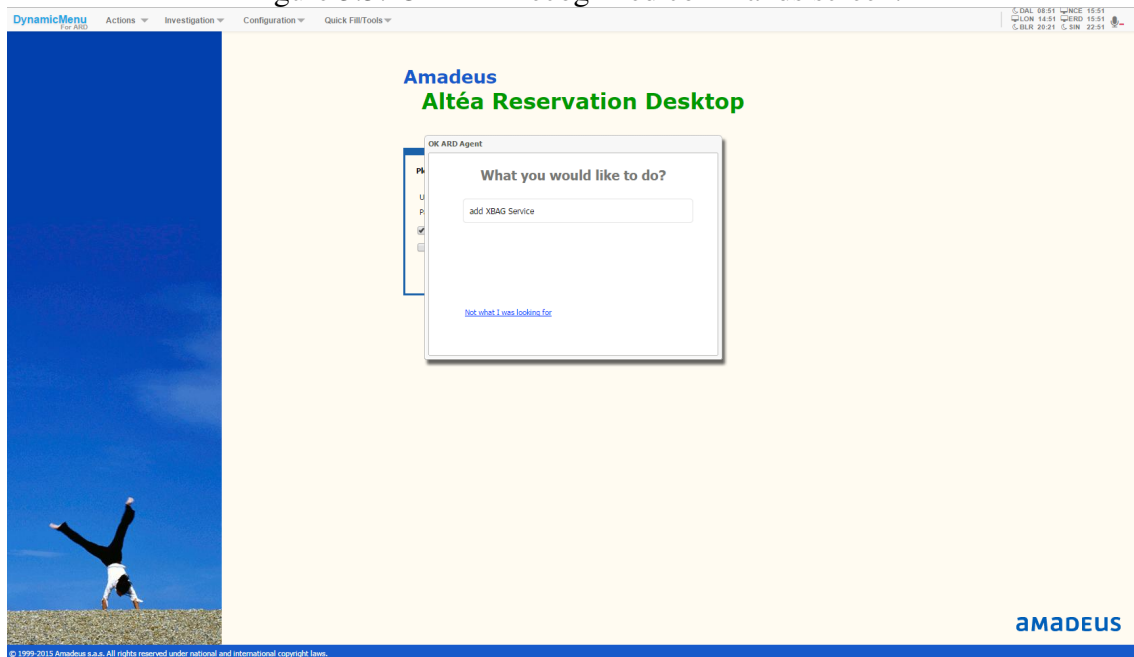 DynamicMenu
For ARD
Actions
Investigation
Configuration
Quick Fill/Tools
DAL 08:51 NCE 15:51
LON 14:51 ERD 15:51
BLR 20:21 SIN 22:51
Amadeus
Altéa Reservation Desktop
OK ARD Agent
What you would like to do?
add XBAG Service
Not what I was looking for
aмaDEUS
© 1999-2015 Amadeus s.a.s. All rights reserved under national and international copyright laws.